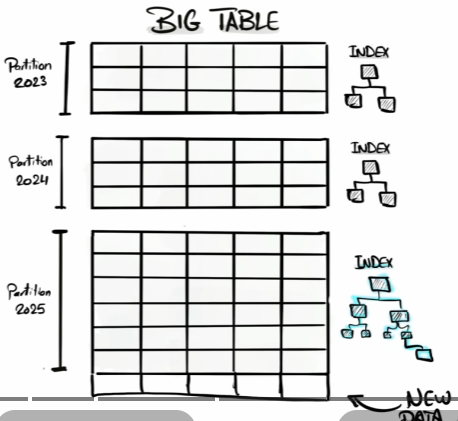 BIG TABLE
Partition
2023
INDEX
Partition
2024
INDEX
Partition
2025
INDEX
NEW
DATA